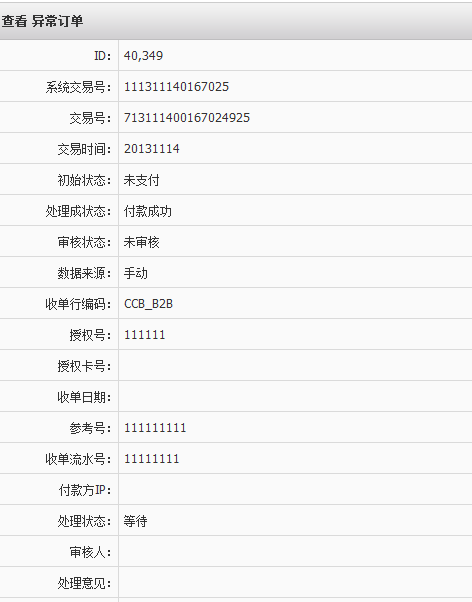 查看 异常订单
ID: 40,349
系统交易号: 111311140167025
交易号: 713111400167024925
交易时间: 20131114
初始状态: 未支付
处理成状态: 付款成功
审核状态: 未审核
数据来源: 手动
收单行编码: CCB_B2B
授权号: 111111
授权卡号:
收单日期:
参考号: 111111111
收单流水号: 11111111
付款方IP:
处理状态: 等待
审核人:
处理意见: